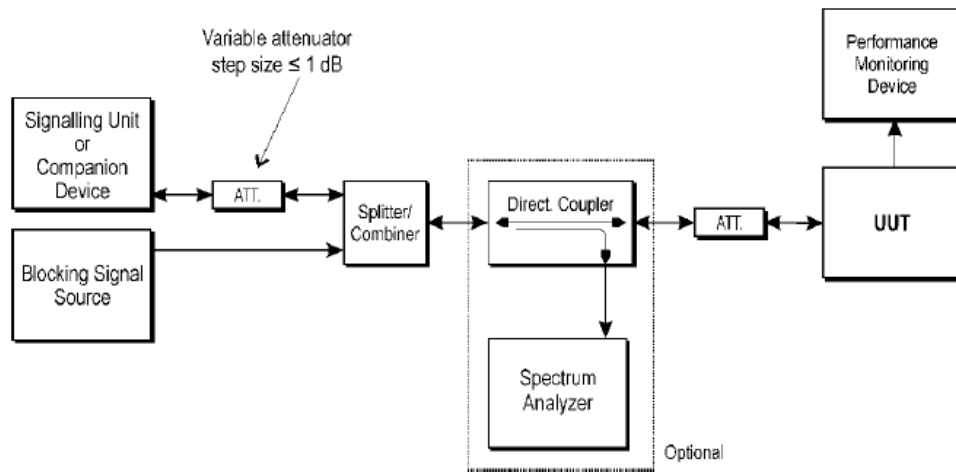 Variable attenuator
step size ≤ 1 dB
Performance
Monitoring
Device
Signalling Unit
or
Companion
Device
ATT.
Splitter/
Combiner
Direct. Coupler
ATT.
UUT
Blocking Signal
Source
Spectrum
Analyzer
Optional